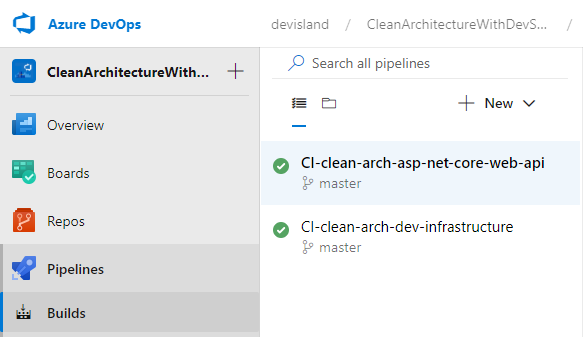 Azure DevOps
devisland / CleanArchitectureWithDevS... /
CleanArchitectureWith... +
Search all pipelines
+ New
Overview
Boards
Repos
Pipelines
Builds
CI-clean-arch-asp-net-core-web-api
master
CI-clean-arch-dev-infrastructure
master